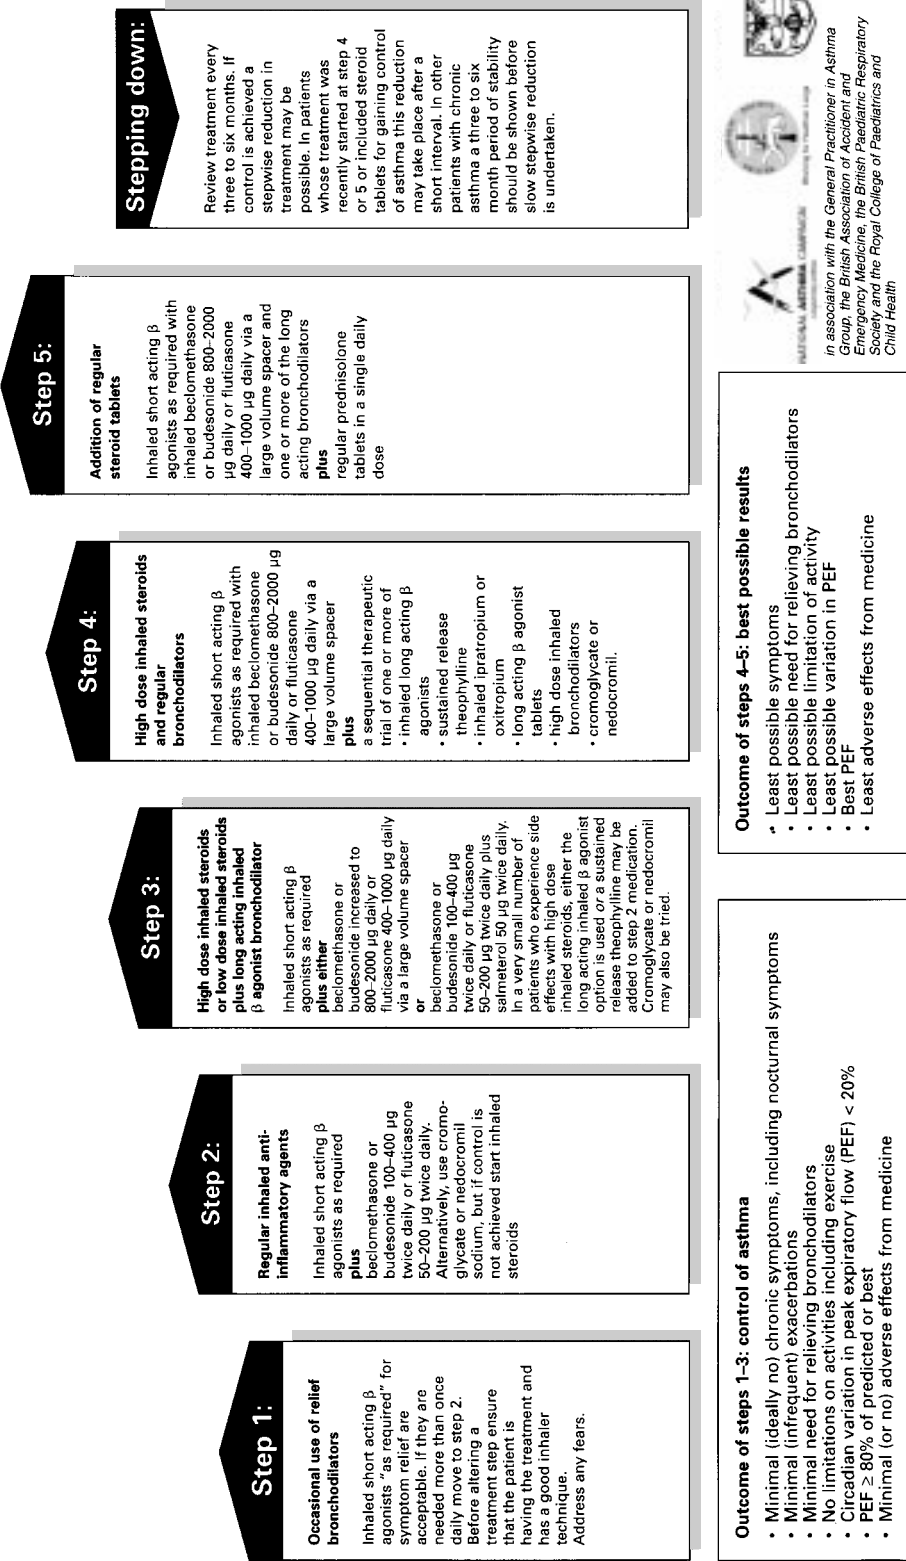 Step 1:
Occasional use of relief
bronchodilators
Inhaled short acting β
agonists "as required" for
symptom relief are
acceptable. If they are
needed more than once
daily move to step 2.
Before altering a
treatment step ensure
that the patient is
having the treatment and
has a good inhaler
technique.
Address any fears.
Step 2:
Regular inhaled anti-
inflammatory agents
Inhaled short acting β
agonists as required
plus
beclomethasone or
budesonide 100–400 µg
twice daily or fluticasone
50–200 µg twice daily.
Alternatively, use cromo-
glycate or nedocromil
sodium, but if control is
not achieved start inhaled
steroids
Step 3:
High dose inhaled steroids
or low dose inhaled steroids
plus long acting inhaled
β agonist bronchodilator
Inhaled short acting β
agonists as required
plus either
beclomethasone or
budesonide increased to
800–2000 µg daily or
fluticasone 400–1000 µg daily
via a large volume spacer
or
beclomethasone or
budesonide 100–400 µg
twice daily or fluticasone
50–200 µg twice daily plus
salmeterol 50 µg twice daily.
In a very small number of
patients who experience side
effects with high dose
inhaled steroids, either the
long acting inhaled β agonist
option is used or a sustained
release theophylline may be
added to step 2 medication.
Cromoglycate or nedocromil
may also be tried.
Step 4:
High dose inhaled steroids
and regular
bronchodilators
Inhaled short acting β
agonists as required with
inhaled beclomethasone
or budesonide 800–2000 µg
daily or fluticasone
400–1000 µg daily via a
large volume spacer
plus
a sequential therapeutic
trial of one or more of
• inhaled long acting β
agonists
• sustained release
theophylline
• inhaled ipratropium or
oxitropium
• long acting β agonist
tablets
• high dose inhaled
bronchodilators
• cromoglycate or
nedocromil.
Step 5:
Addition of regular
steroid tablets
Inhaled short acting β
agonists as required with
inhaled beclomethasone
or budesonide 800–2000
µg daily or fluticasone
400–1000 µg daily via a
large volume spacer and
one or more of the long
acting bronchodilators
plus
regular prednisolone
tablets in a single daily
dose
Stepping down:
Review treatment every
three to six months. If
control is achieved a
stepwise reduction in
treatment may be
possible. In patients
whose treatment was
recently started at step 4
or 5 or included steroid
tablets for gaining control
of asthma this reduction
may take place after a
short interval. In other
patients with chronic
asthma a three to six
month period of stability
should be shown before
slow stepwise reduction
is undertaken.
Outcome of steps 1–3: control of asthma
• Minimal (ideally no) chronic symptoms, including nocturnal symptoms
• Minimal (infrequent) exacerbations
• Minimal need for relieving bronchodilators
• No limitations on activities including exercise
• Circadian variation in peak expiratory flow (PEF) < 20%
• PEF ≥ 80% of predicted or best
• Minimal (or no) adverse effects from medicine
Outcome of steps 4–5: best possible results
• Least possible symptoms
• Least possible need for relieving bronchodilators
• Least possible limitation of activity
• Least possible variation in PEF
• Best PEF
• Least adverse effects from medicine
NATIONAL ASTHMA CAMPAIGN
in association with the General Practitioner in Asthma
Group, the British Association of Accident and
Emergency Medicine, the British Paediatric Respiratory
Society and the Royal College of Paediatrics and
Child Health